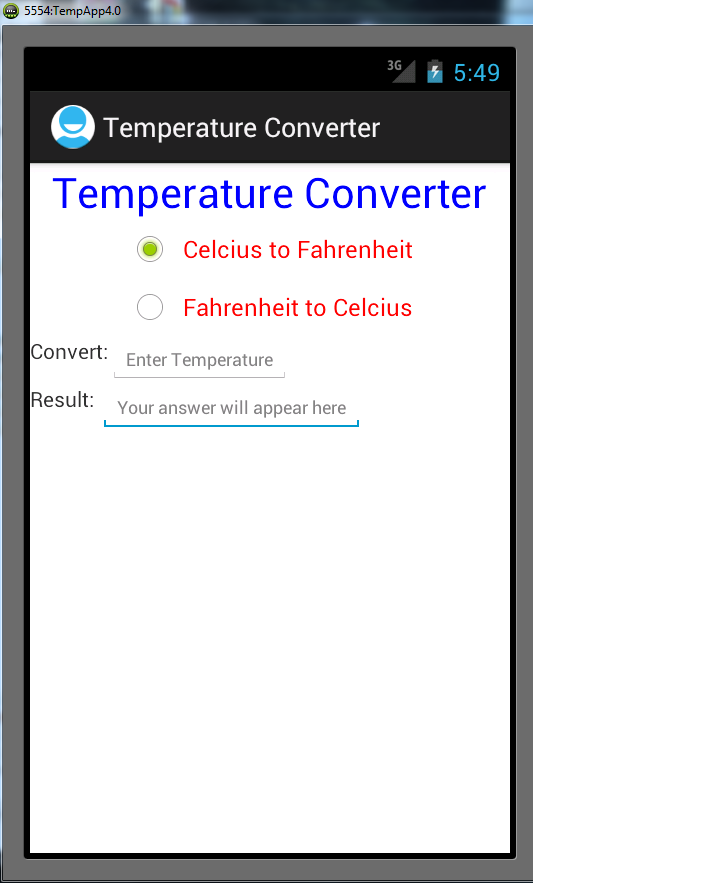 5554:TempApp4.0
3G 5:49
Temperature Converter
Temperature Converter
Celcius to Fahrenheit
Fahrenheit to Celcius
Convert: Enter Temperature
Result: Your answer will appear here